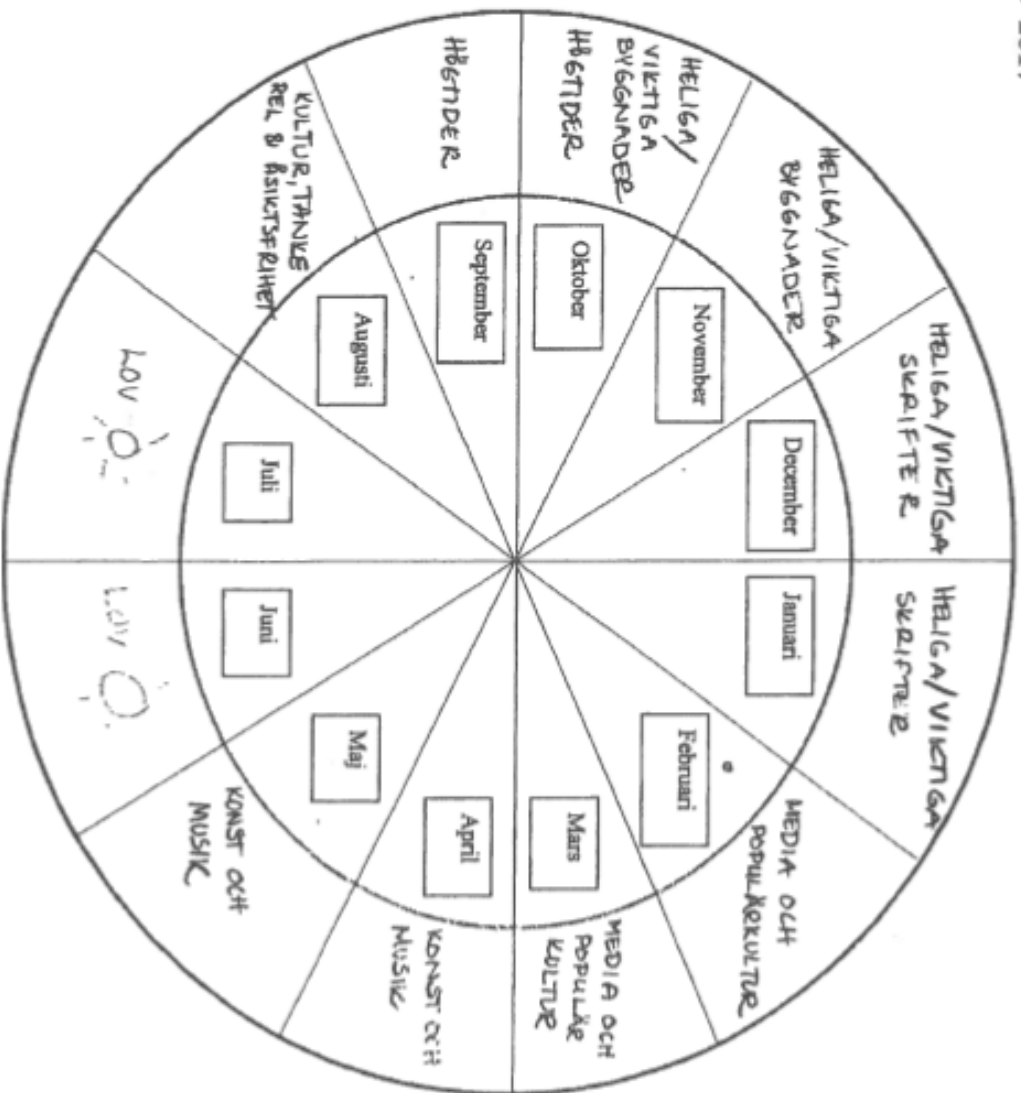 HELIGA/VIKTIGA
SKRIFTER
Januari
MEDIA OCH
POPULÄRKULTUR
Februari
MEDIA OCH
POPULÄR
KULTUR
Mars
KONST OCH
MUSIK
April
KONST OCH
MUSIK
Maj
LOV
Juni
LOV
Juli
KULTUR, TANKE
REL & ÅSIKTSFRIHET
Augusti
HÖGTIDER
September
HELIGA/
VIKTIGA
BYGGNADER
HÖGTIDER
Oktober
HELIGA/VIKTIGA
BYGGNADER
November
HELIGA/VIKTIGA
SKRIFTER
December